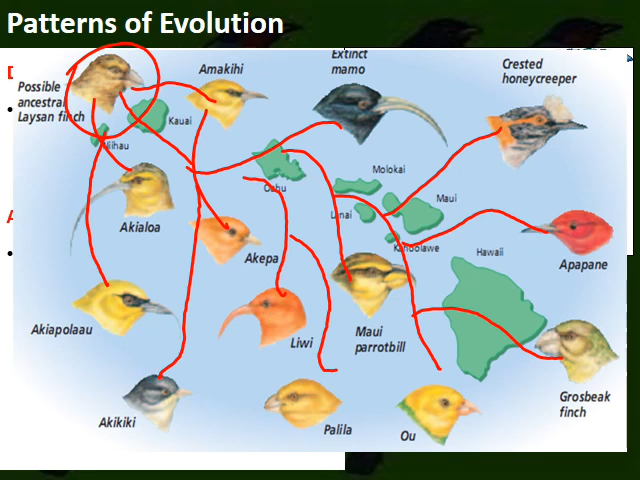 Patterns of Evolution
D
•
Possible
ancestral
Laysan finch
Amakihi
Extinct
mamo
Crested
honeycreeper
Kauai
Niihau
Oahu
Molokai
Lanai
Maui
Kahoolawe
Hawaii
Akialoa
A
•
Akepa
Apapane
Akiapolaau
Liwi
Maui
parrotbill
Akikiki
Palila
Ou
Grosbeak
finch